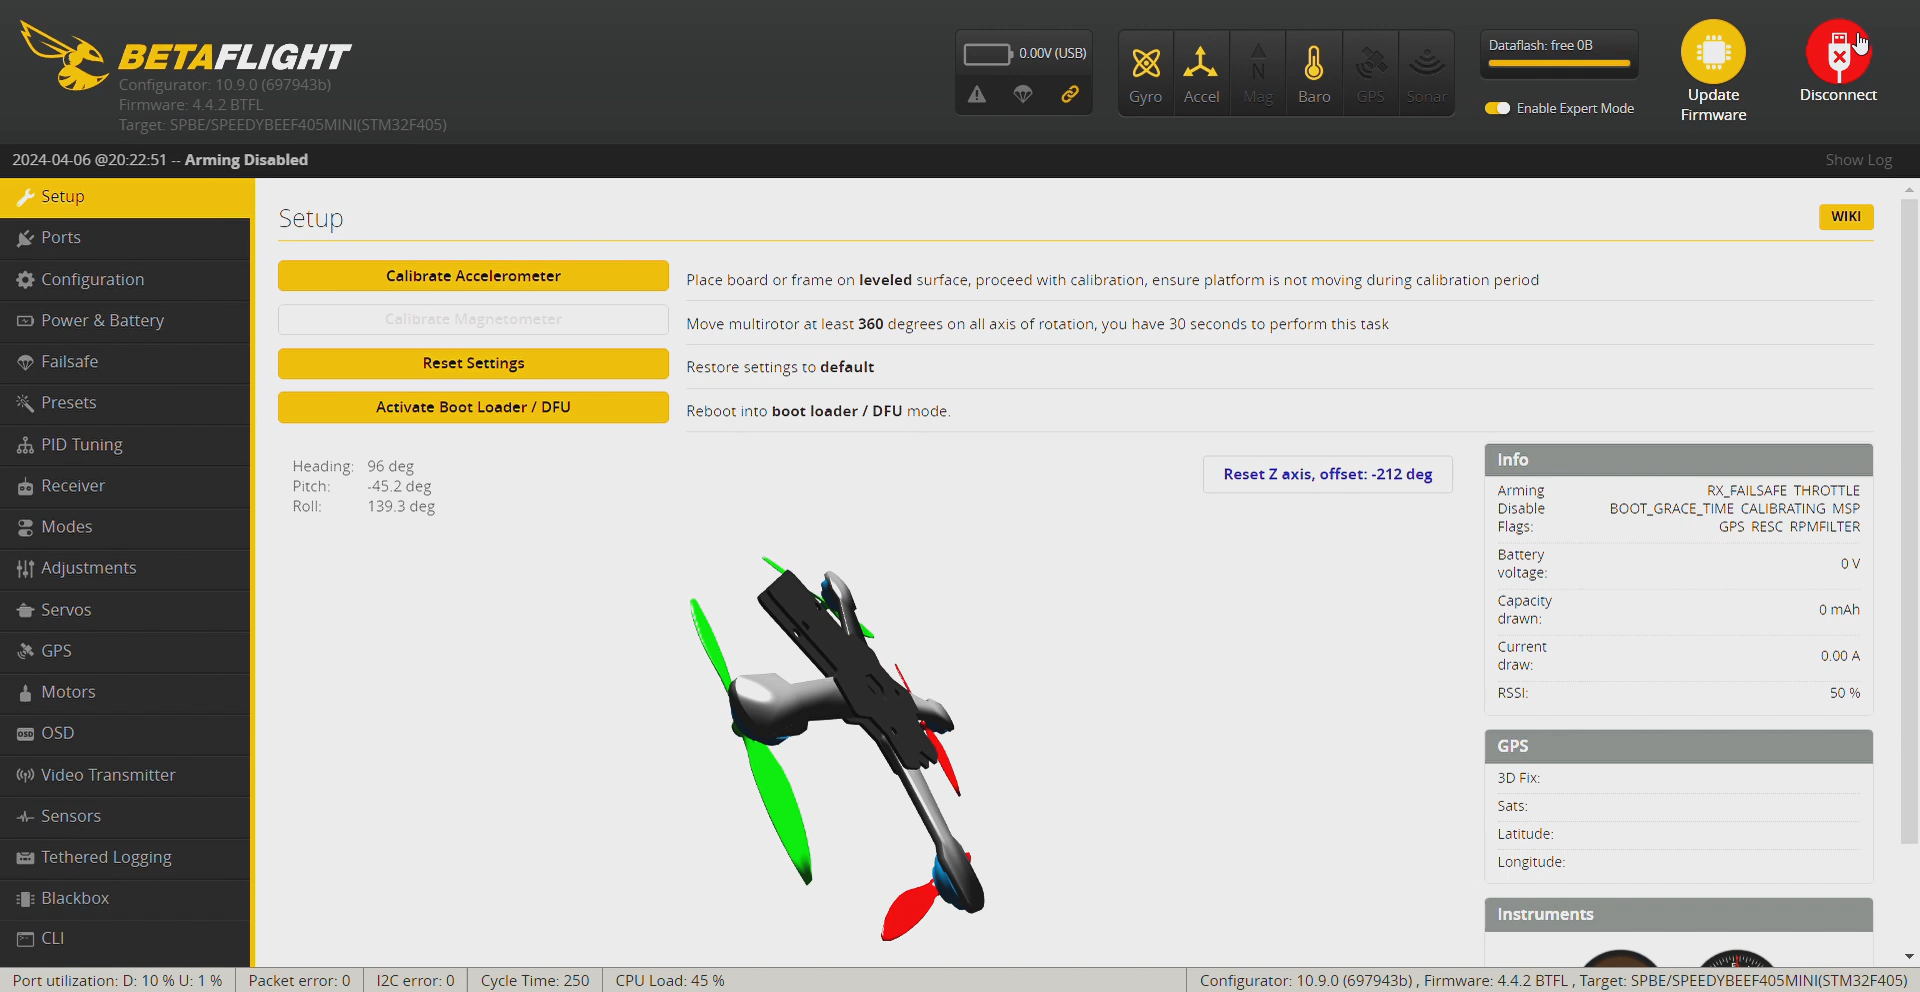 BETAFLIGHT
Configurator: 10.9.0 (697943b)
Firmware: 4.4.2 BTFL
Target: SPBE/SPEEDYBEEF405MINI(STM32F405)
0.00V (USB)
Gyro
Accel
Mag
Baro
GPS
Sonar
Dataflash: free 0B
Enable Expert Mode
Update
Firmware
Disconnect
2024-04-06 @20:22:51 -- Arming Disabled
Show Log
Setup
Ports
Configuration
Power & Battery
Failsafe
Presets
PID Tuning
Receiver
Modes
Adjustments
Servos
GPS
Motors
OSD
Video Transmitter
Sensors
Tethered Logging
Blackbox
CLI
Setup
WIKI
Calibrate Accelerometer
Place board or frame on leveled surface, proceed with calibration, ensure platform is not moving during calibration period
Calibrate Magnetometer
Move multirotor at least 360 degrees on all axis of rotation, you have 30 seconds to perform this task
Reset Settings
Restore settings to default
Activate Boot Loader / DFU
Reboot into boot loader / DFU mode.
Heading: 96 deg
Pitch: -45.2 deg
Roll: 139.3 deg
Reset Z axis, offset: -212 deg
Info
Arming Disable Flags: RX_FAILSAFE THROTTLE
BOOT_GRACE_TIME CALIBRATING MSP
GPS RESC RPMFILTER
Battery voltage: 0 V
Capacity drawn: 0 mAh
Current draw: 0.00 A
RSSI: 50 %
GPS
3D Fix:
Sats:
Latitude:
Longitude:
Instruments
Port utilization: D: 10 % U: 1 %
Packet error: 0
I2C error: 0
Cycle Time: 250
CPU Load: 45 %
Configurator: 10.9.0 (697943b) , Firmware: 4.4.2 BTFL , Target: SPBE/SPEEDYBEEF405MINI(STM32F405)